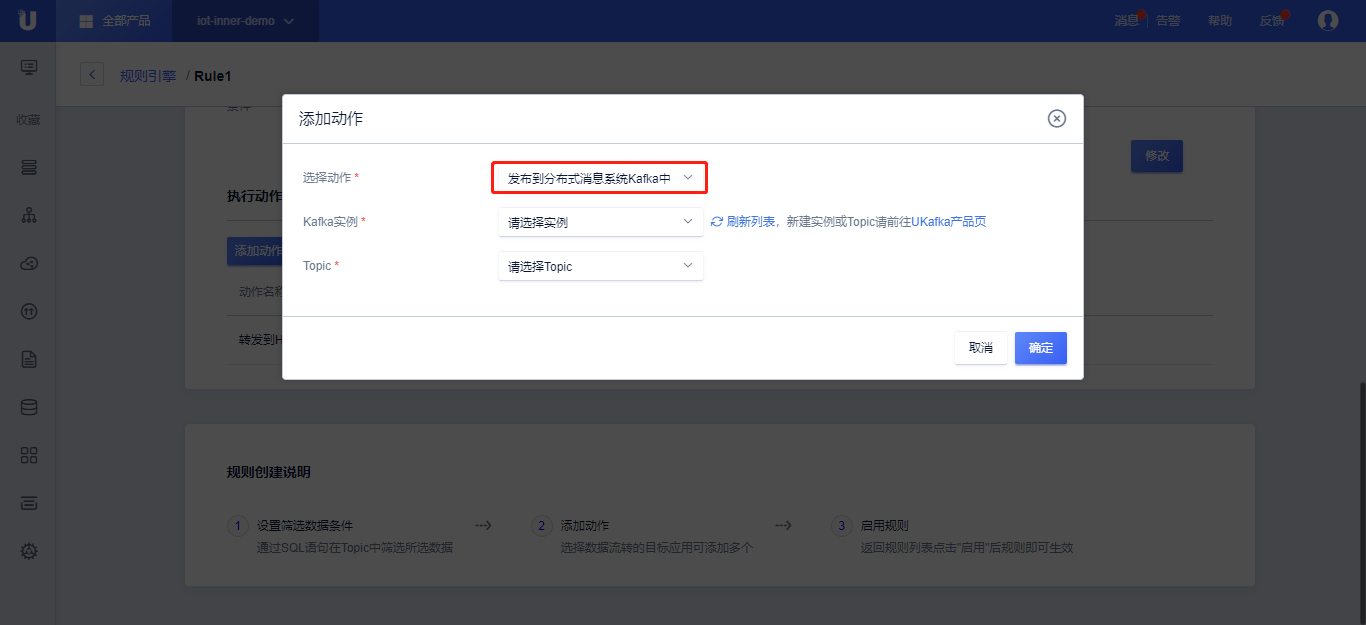 U 全部产品 iot-inner-demo 消息 告警 帮助 反馈
规则引擎 / Rule1
收藏
添加动作
修改
选择动作 * 发布到分布式消息系统Kafka中
执行动作
Kafka实例 * 请选择实例 刷新列表，新建实例或Topic请前往UKafka产品页
添加动作
Topic * 请选择Topic
动作名称
转发到H
取消 确定
规则创建说明
1 设置筛选数据条件 2 添加动作 3 启用规则
通过SQL语句在Topic中筛选所选数据 选择数据流转的目标应用可添加多个 返回规则列表点击"启用"后规则即可生效